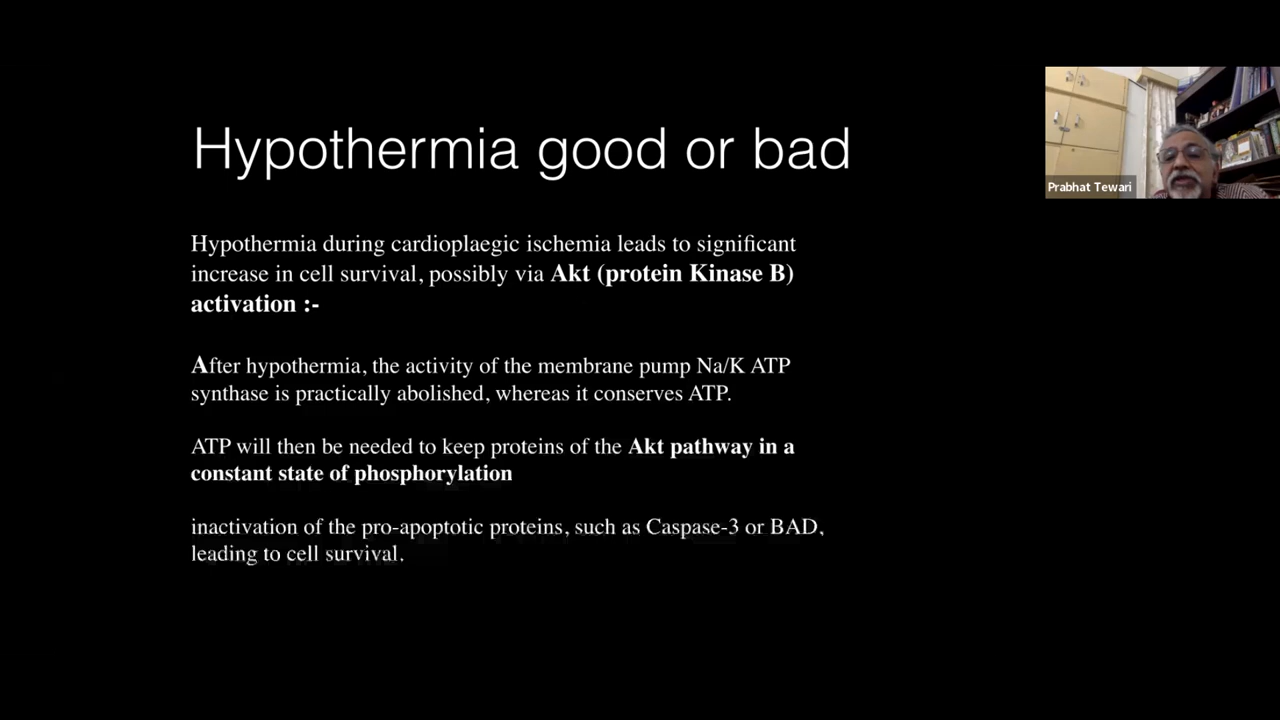 Hypothermia good or bad
Prabhat Tewari
Hypothermia during cardioplaegic ischemia leads to significant
increase in cell survival, possibly via Akt (protein Kinase B)
activation :-
After hypothermia, the activity of the membrane pump Na/K ATP
synthase is practically abolished, whereas it conserves ATP.
ATP will then be needed to keep proteins of the Akt pathway in a
constant state of phosphorylation
inactivation of the pro-apoptotic proteins, such as Caspase-3 or BAD,
leading to cell survival.